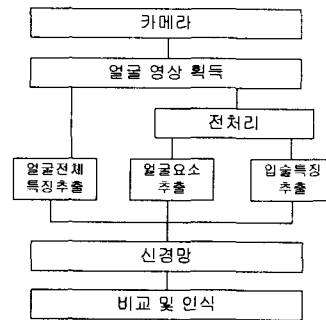 카메라
얼굴 영상 획득
전처리
얼굴전체
특징추출
얼굴요소
추출
입술특징
추출
신경망
비교 및 인식